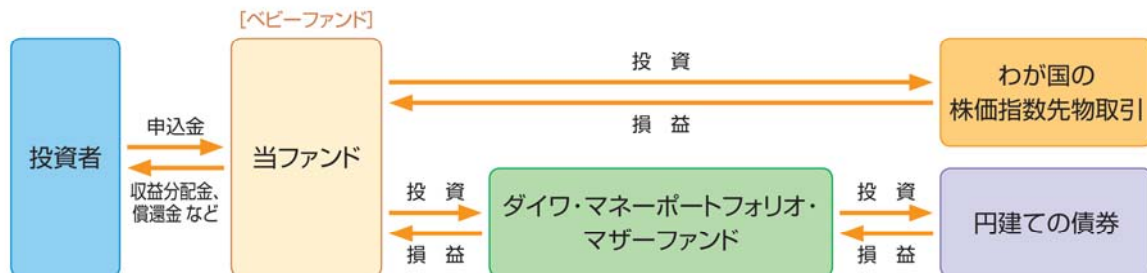 [ベビーファンド]
投資者
申込金
収益分配金、
償還金 など
当ファンド
投 資
損 益
わが国の
株価指数先物取引
投 資
損 益
ダイワ・マネーポートフォリオ・
マザーファンド
投 資
損 益
円建ての債券